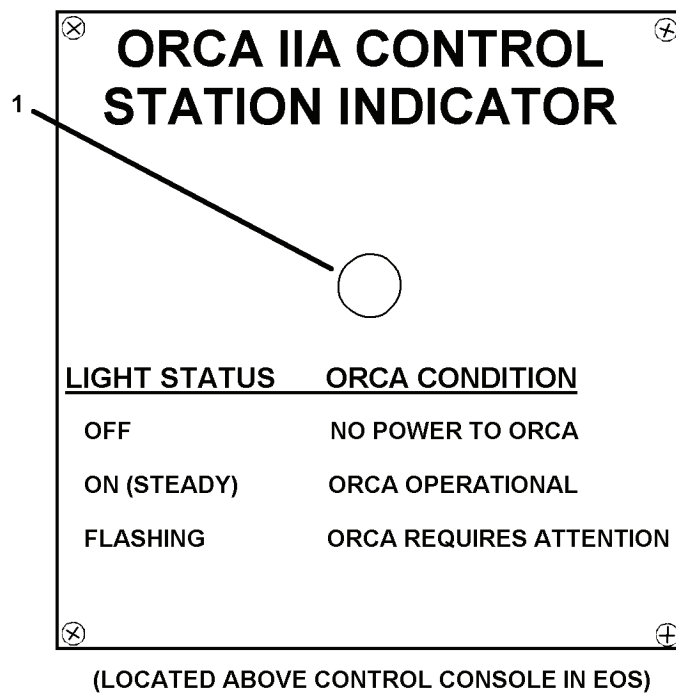 ORCA IIA CONTROL
STATION INDICATOR
1
LIGHT STATUS ORCA CONDITION
OFF NO POWER TO ORCA
ON (STEADY) ORCA OPERATIONAL
FLASHING ORCA REQUIRES ATTENTION
(LOCATED ABOVE CONTROL CONSOLE IN EOS)